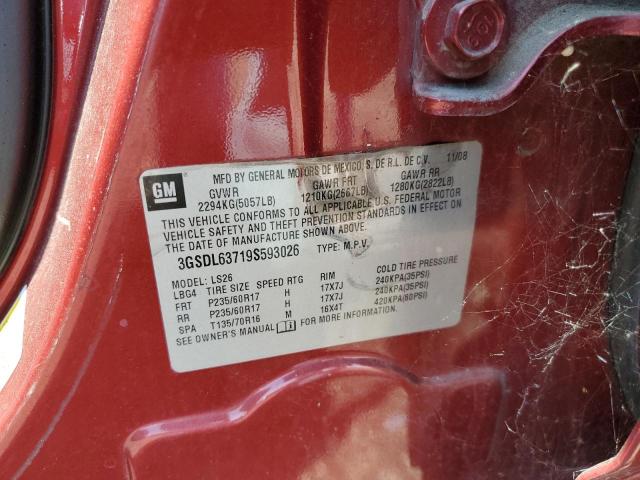 GM
MFD BY GENERAL MOTORS DE MEXICO, S. DE R.L. DE C.V. 11/08
GVWR GAWR FRT GAWR RR
2294KG(5057LB) 1210KG(2667LB) 1280KG(2822LB)
THIS VEHICLE CONFORMS TO ALL APPLICABLE U.S. FEDERAL MOTOR
VEHICLE SAFETY AND THEFT PREVENTION STANDARDS IN EFFECT ON
THE DATE OF MANUFACTURE SHOWN ABOVE.
3GSDL63719S593026 TYPE: M.P.V.
MODEL: LS26
LBG4 TIRE SIZE SPEED RTG RIM COLD TIRE PRESSURE
FRT P235/60R17 H 17X7J 240KPA(35PSI)
RR P235/60R17 H 17X7J 240KPA(35PSI)
SPA T135/70R16 M 16X4T 420KPA(60PSI)
SEE OWNER'S MANUAL FOR MORE INFORMATION.